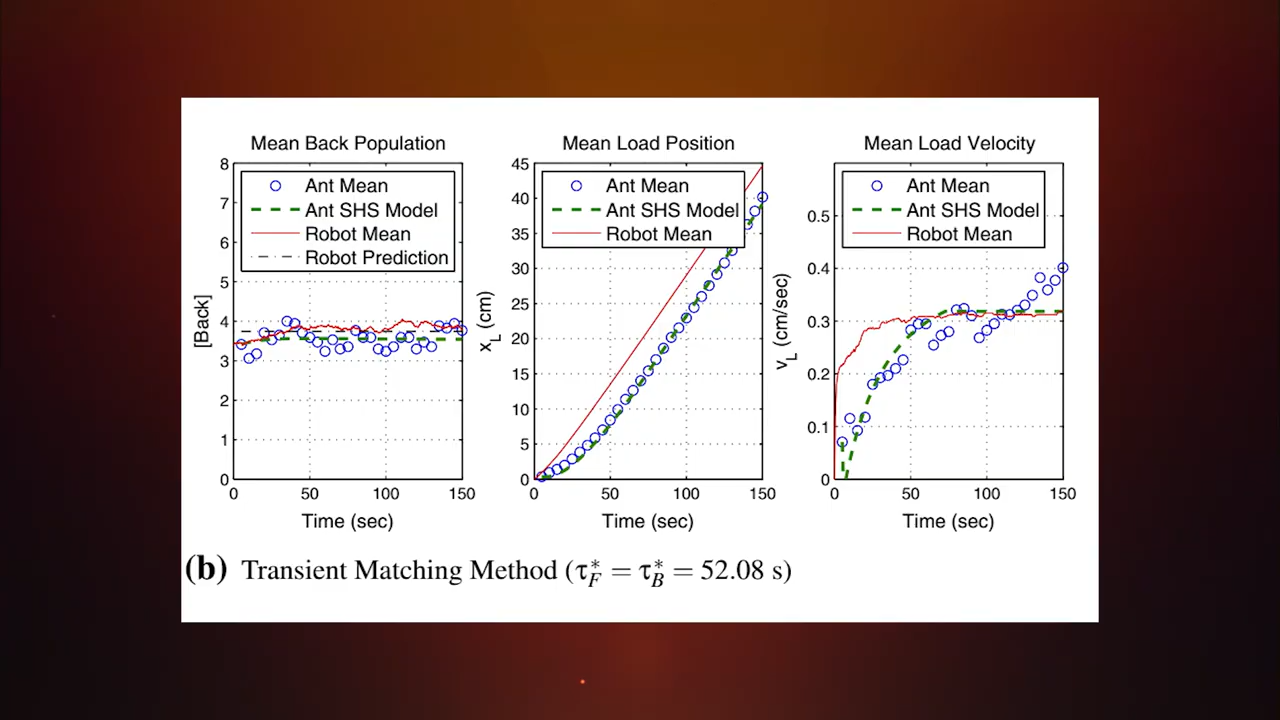 Mean Back Population
8
7
6
5
4
3
2
1
0
[Back]
Ant Mean
Ant SHS Model
Robot Mean
Robot Prediction
0 50 100 150
Time (sec)
Mean Load Position
45
40
35
30
25
20
15
10
5
0
x_L (cm)
Ant Mean
Ant SHS Model
Robot Mean
0 50 100 150
Time (sec)
Mean Load Velocity
0.5
0.4
0.3
0.2
0.1
0
v_L (cm/sec)
Ant Mean
Ant SHS Model
Robot Mean
0 50 100 150
Time (sec)
(b) Transient Matching Method (τ*_F = τ*_B = 52.08 s)